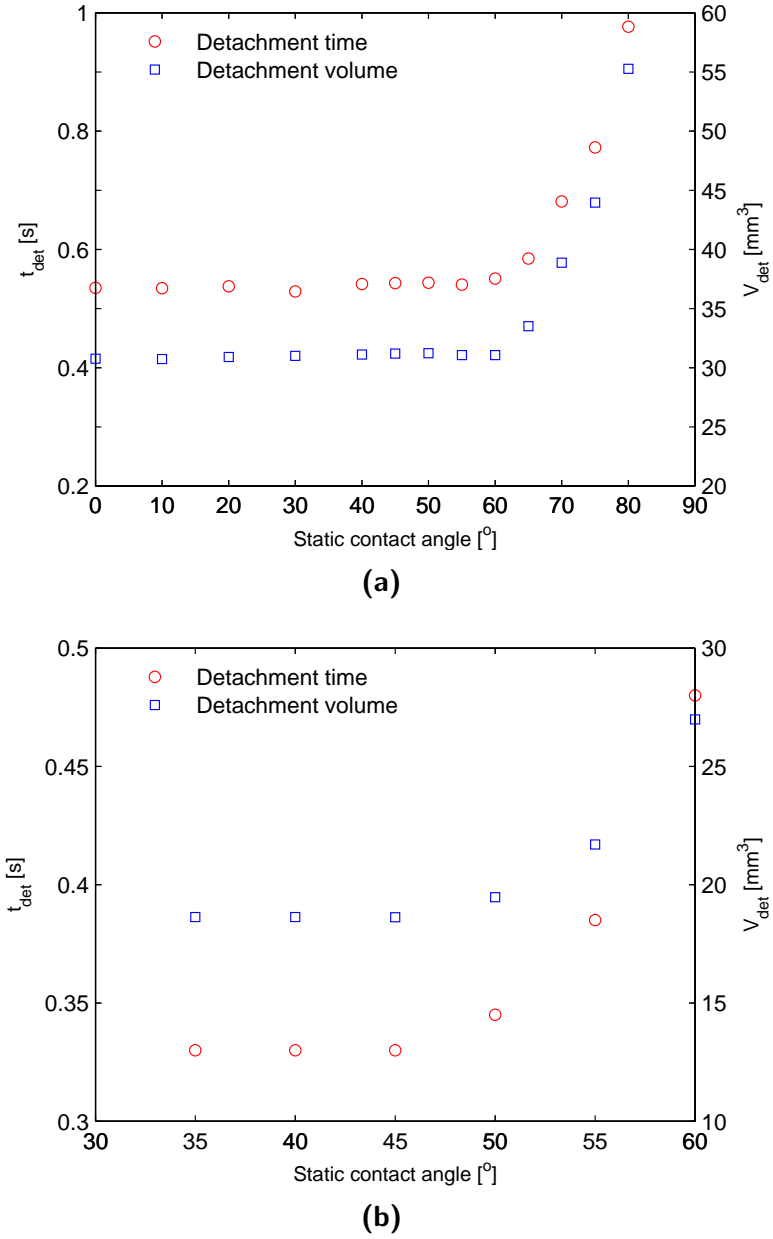 Detachment time
Detachment volume
1
0.8
0.6
0.4
0.2
t_det [s]
60
55
50
45
40
35
30
25
20
V_det [mm³]
0 10 20 30 40 50 60 70 80 90
Static contact angle [°]
(a)
Detachment time
Detachment volume
0.5
0.45
0.4
0.35
0.3
t_det [s]
30
25
20
15
10
V_det [mm³]
30 35 40 45 50 55 60
Static contact angle [°]
(b)